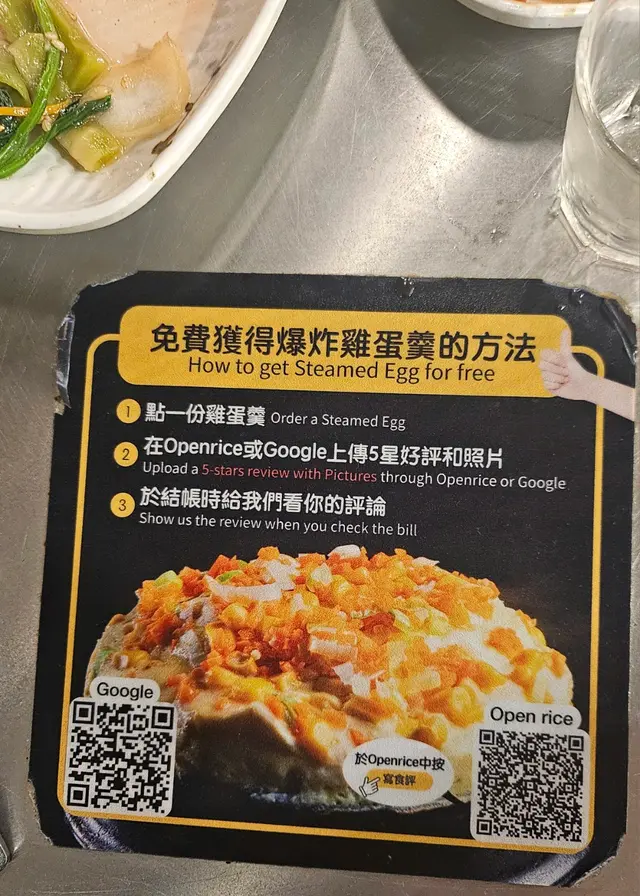 免費獲得爆炸雞蛋羹的方法
How to get Steamed Egg for free
1 點一份雞蛋羹 Order a Steamed Egg
2 在Openrice或Google上傳5星好評和照片
Upload a 5-stars review with Pictures through Openrice or Google
3 於結帳時給我們看你的評論
Show us the review when you check the bill
Google
Open rice
於Openrice中按
寫食評